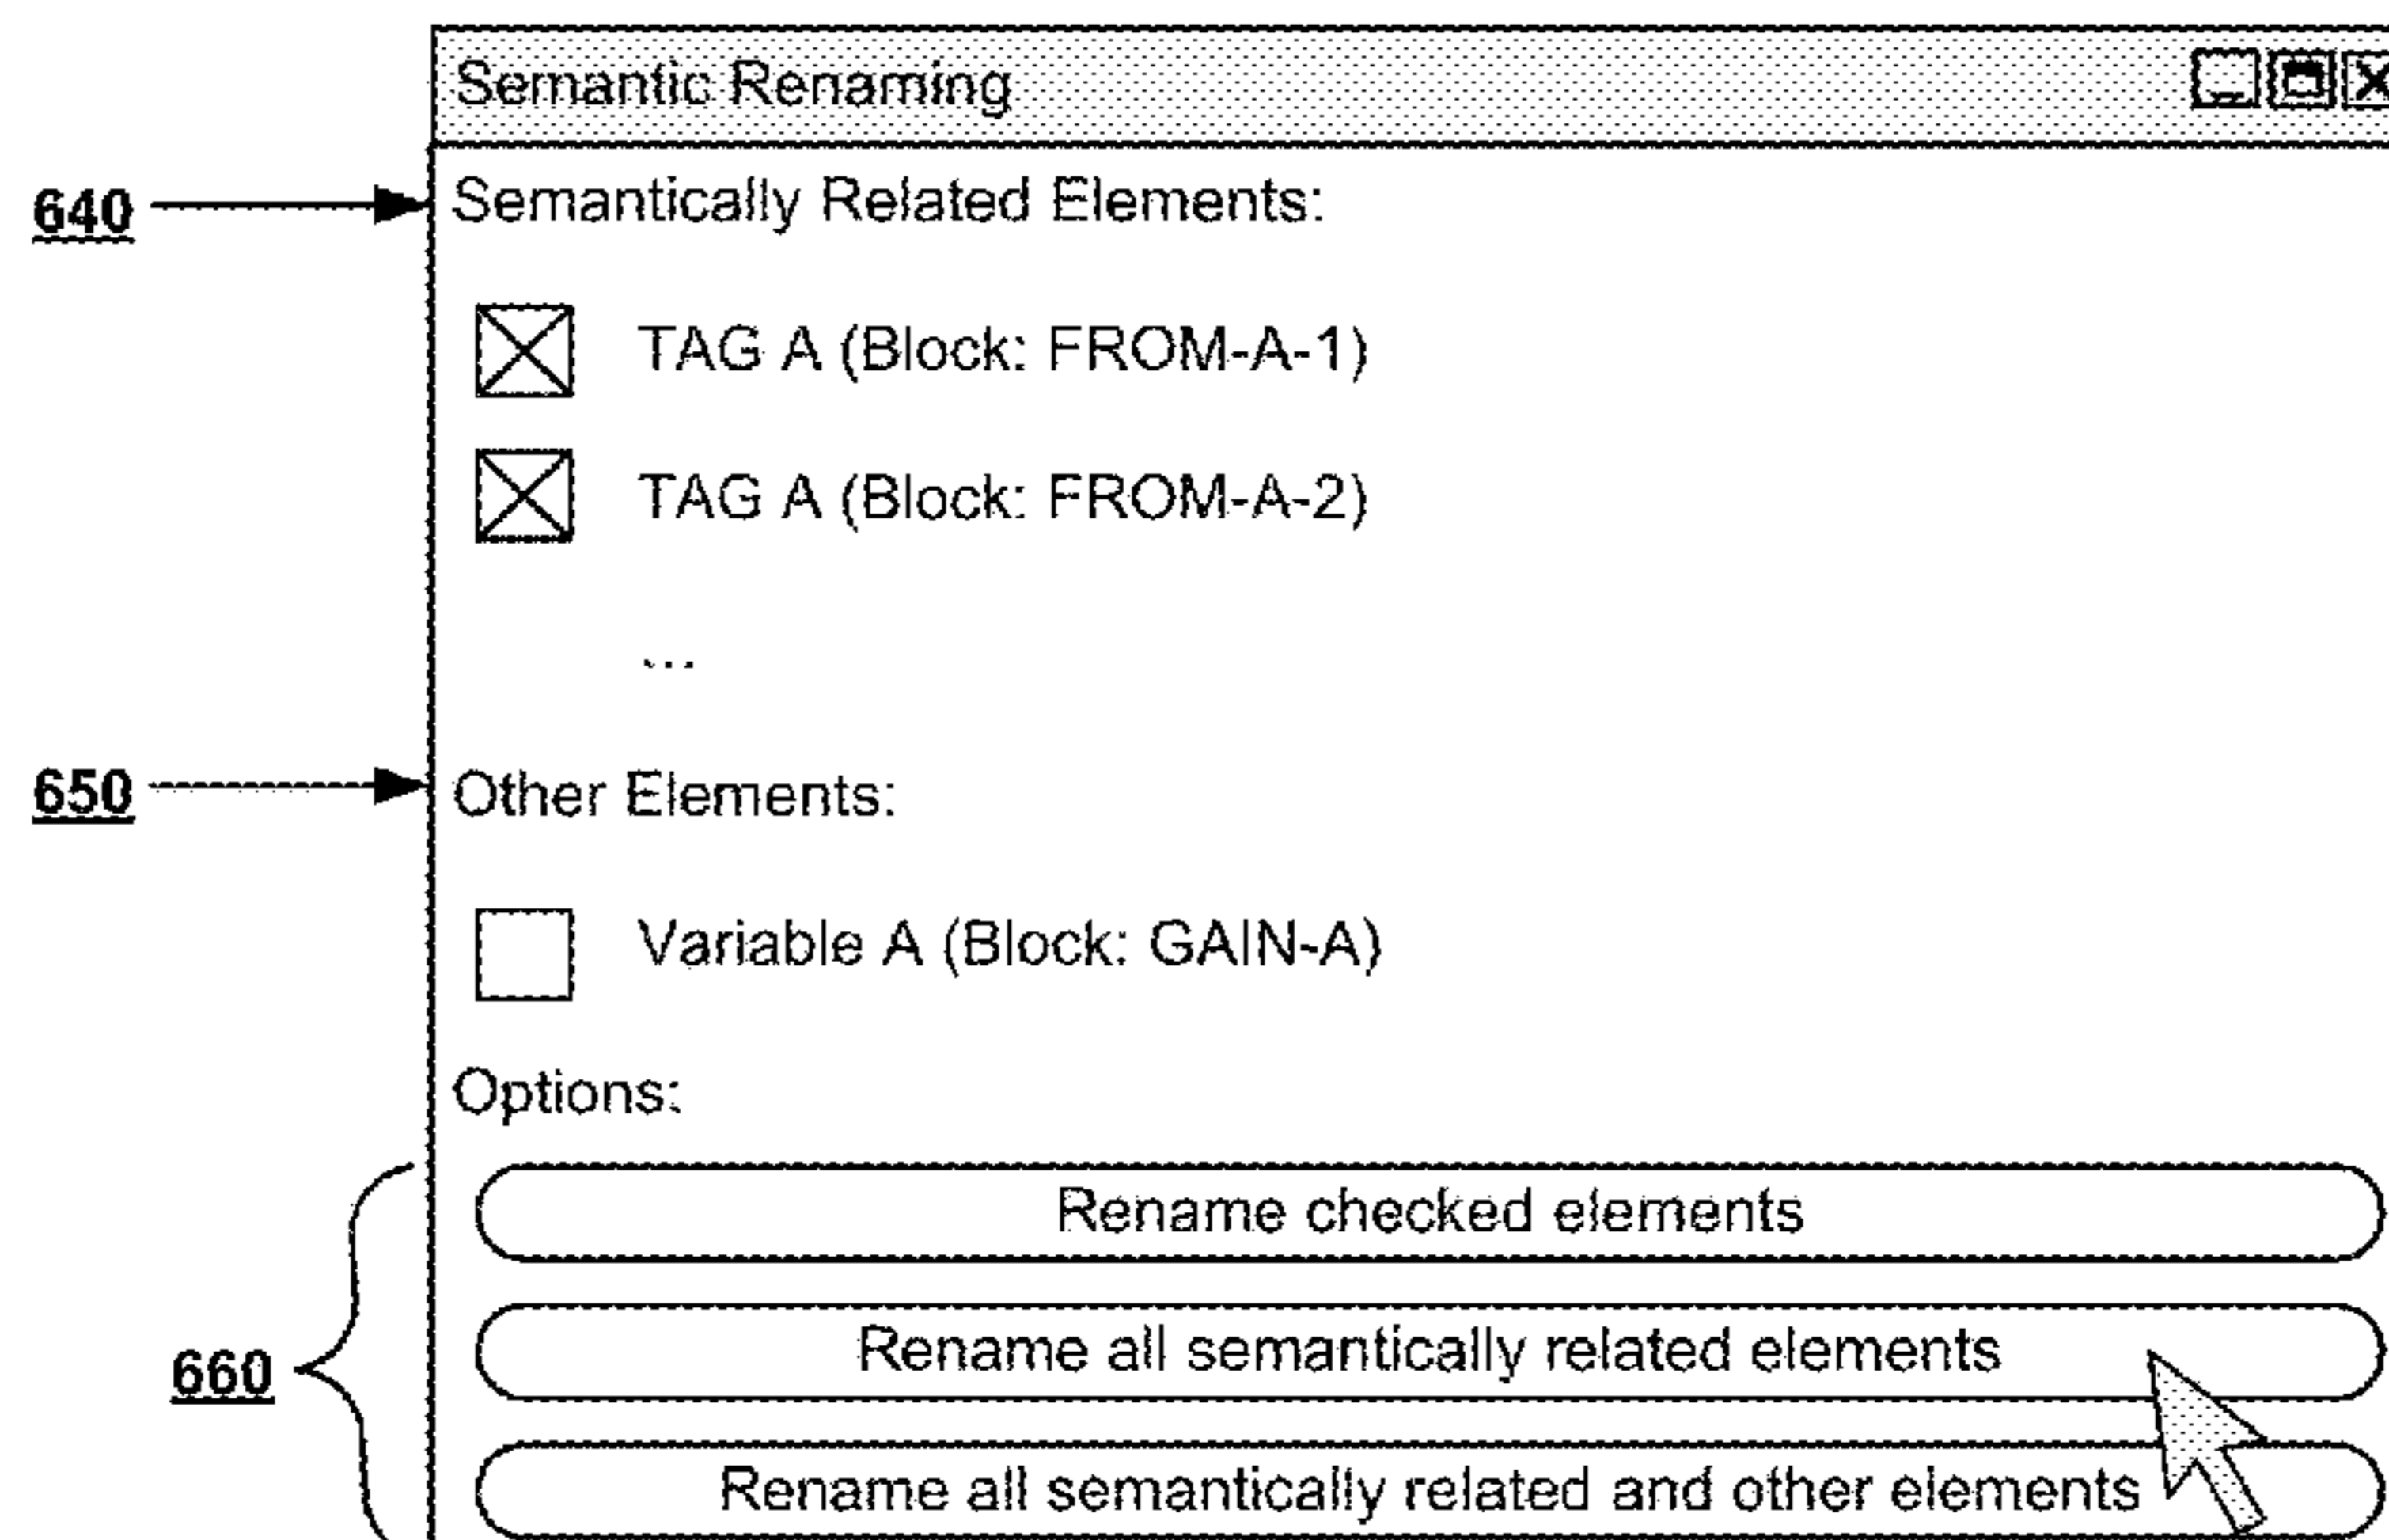 Semantic Renaming
640
Semantically Related Elements:
TAG A (Block: FROM-A-1)
TAG A (Block: FROM-A-2)
...
650
Other Elements:
Variable A (Block: GAIN-A)
Options:
Rename checked elements
660
Rename all semantically related elements
Rename all semantically related and other elements